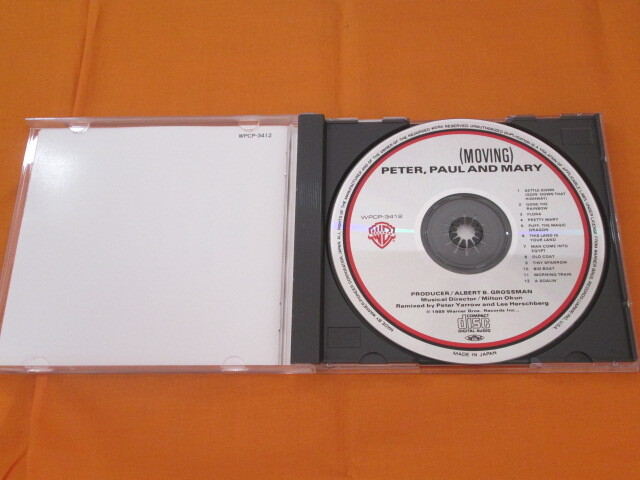 WPCP-3412
(MOVING)
PETER, PAUL AND MARY
1 SETTLE DOWN
(GOIN' DOWN THAT
HIGHWAY)
2 GONE THE
RAINBOW
3 FLORA
4 PRETTY MARY
5 PUFF, THE MAGIC
DRAGON
6 THIS LAND IS
YOUR LAND
7 MAN COME INTO
EGYPT
8 OLD COAT
9 TINY SPARROW
10 BIG BOAT
11 MORNING TRAIN
12 A SOALIN'
WPCP-3412
PRODUCER/ALBERT B. GROSSMAN
Musical Director/Milton Okun
Remixed by Peter Yarrow and Lee Herschberg
Warner Bros. Records Inc.,
COMPACT
disc
DIGITAL AUDIO
MADE IN JAPAN